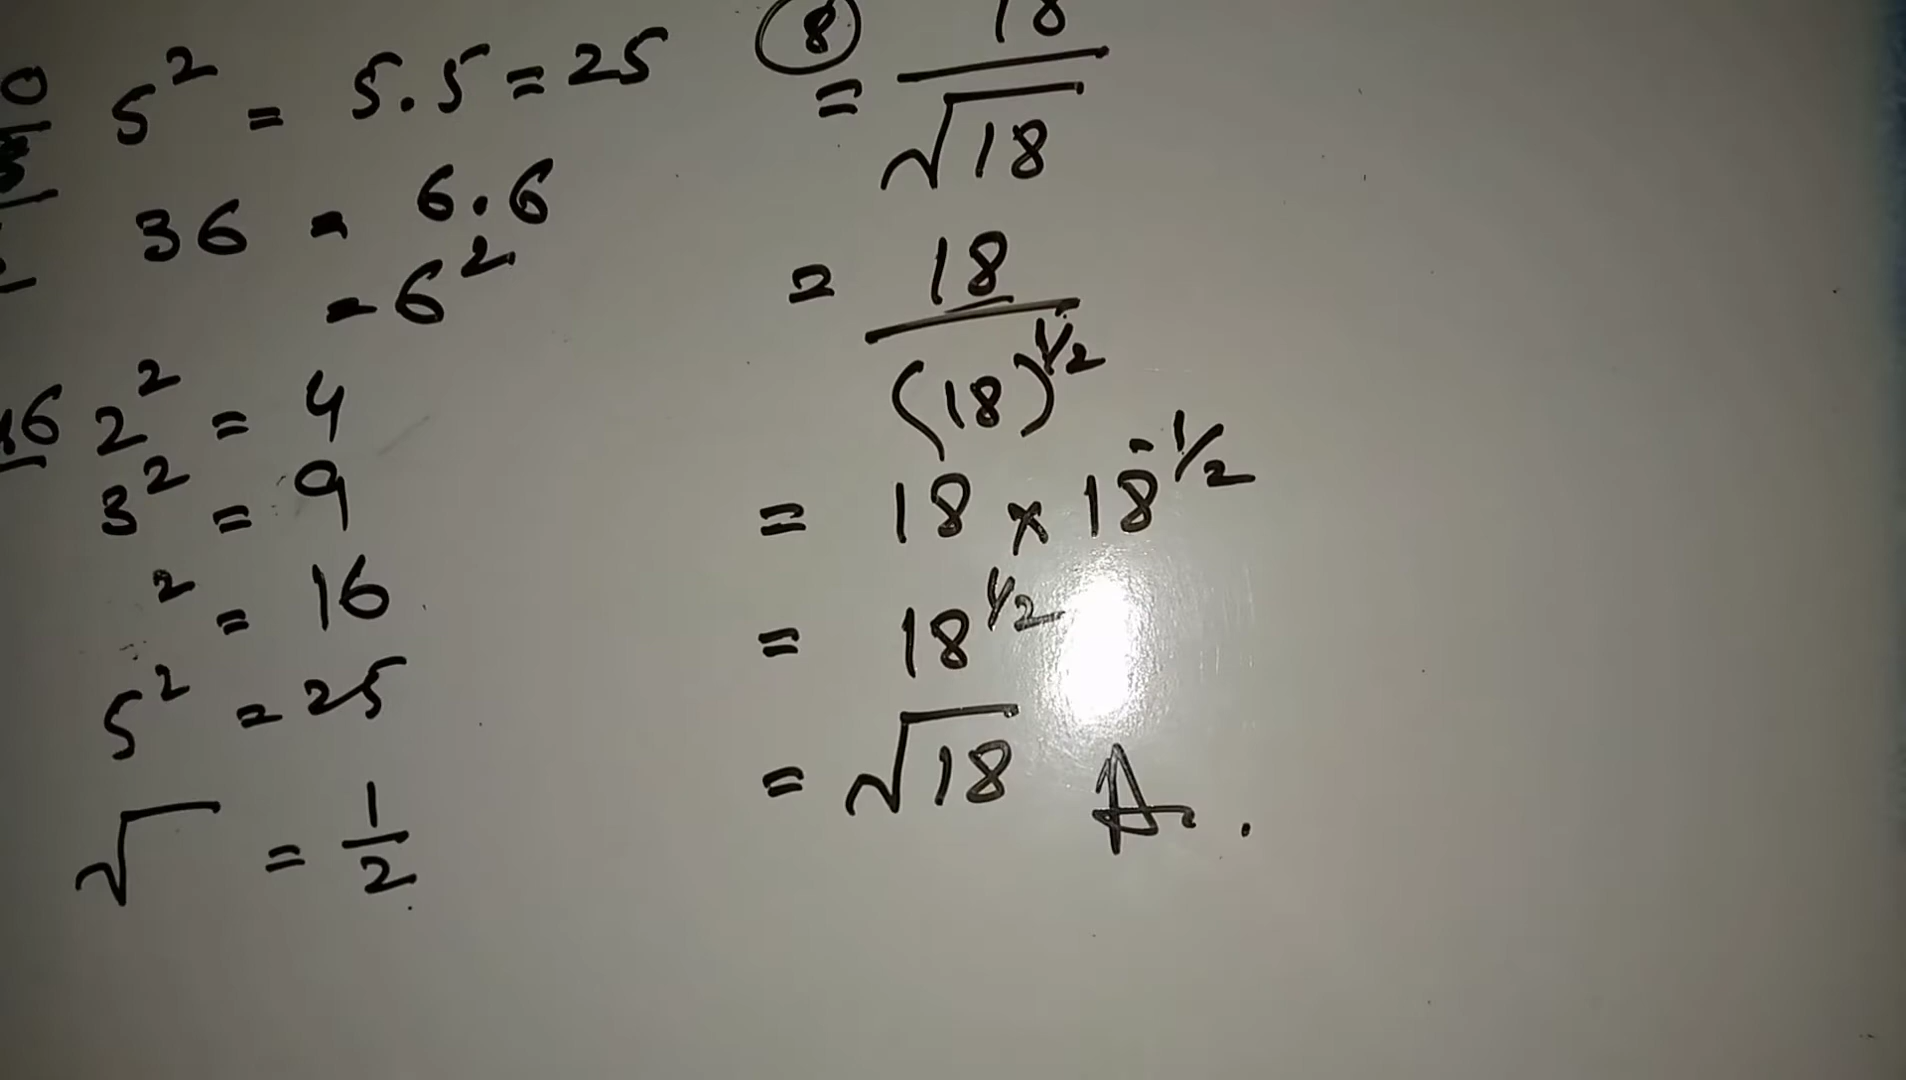 5² = 5.5 = 25
36 = 6.6
= 6²
2² = 4
3² = 9
² = 16
5² = 25
√ = 1/2
⑧ 18
= √18
= 18/(18)^1/2
= 18 × 18^-1/2
= 18^1/2
= √18 A.